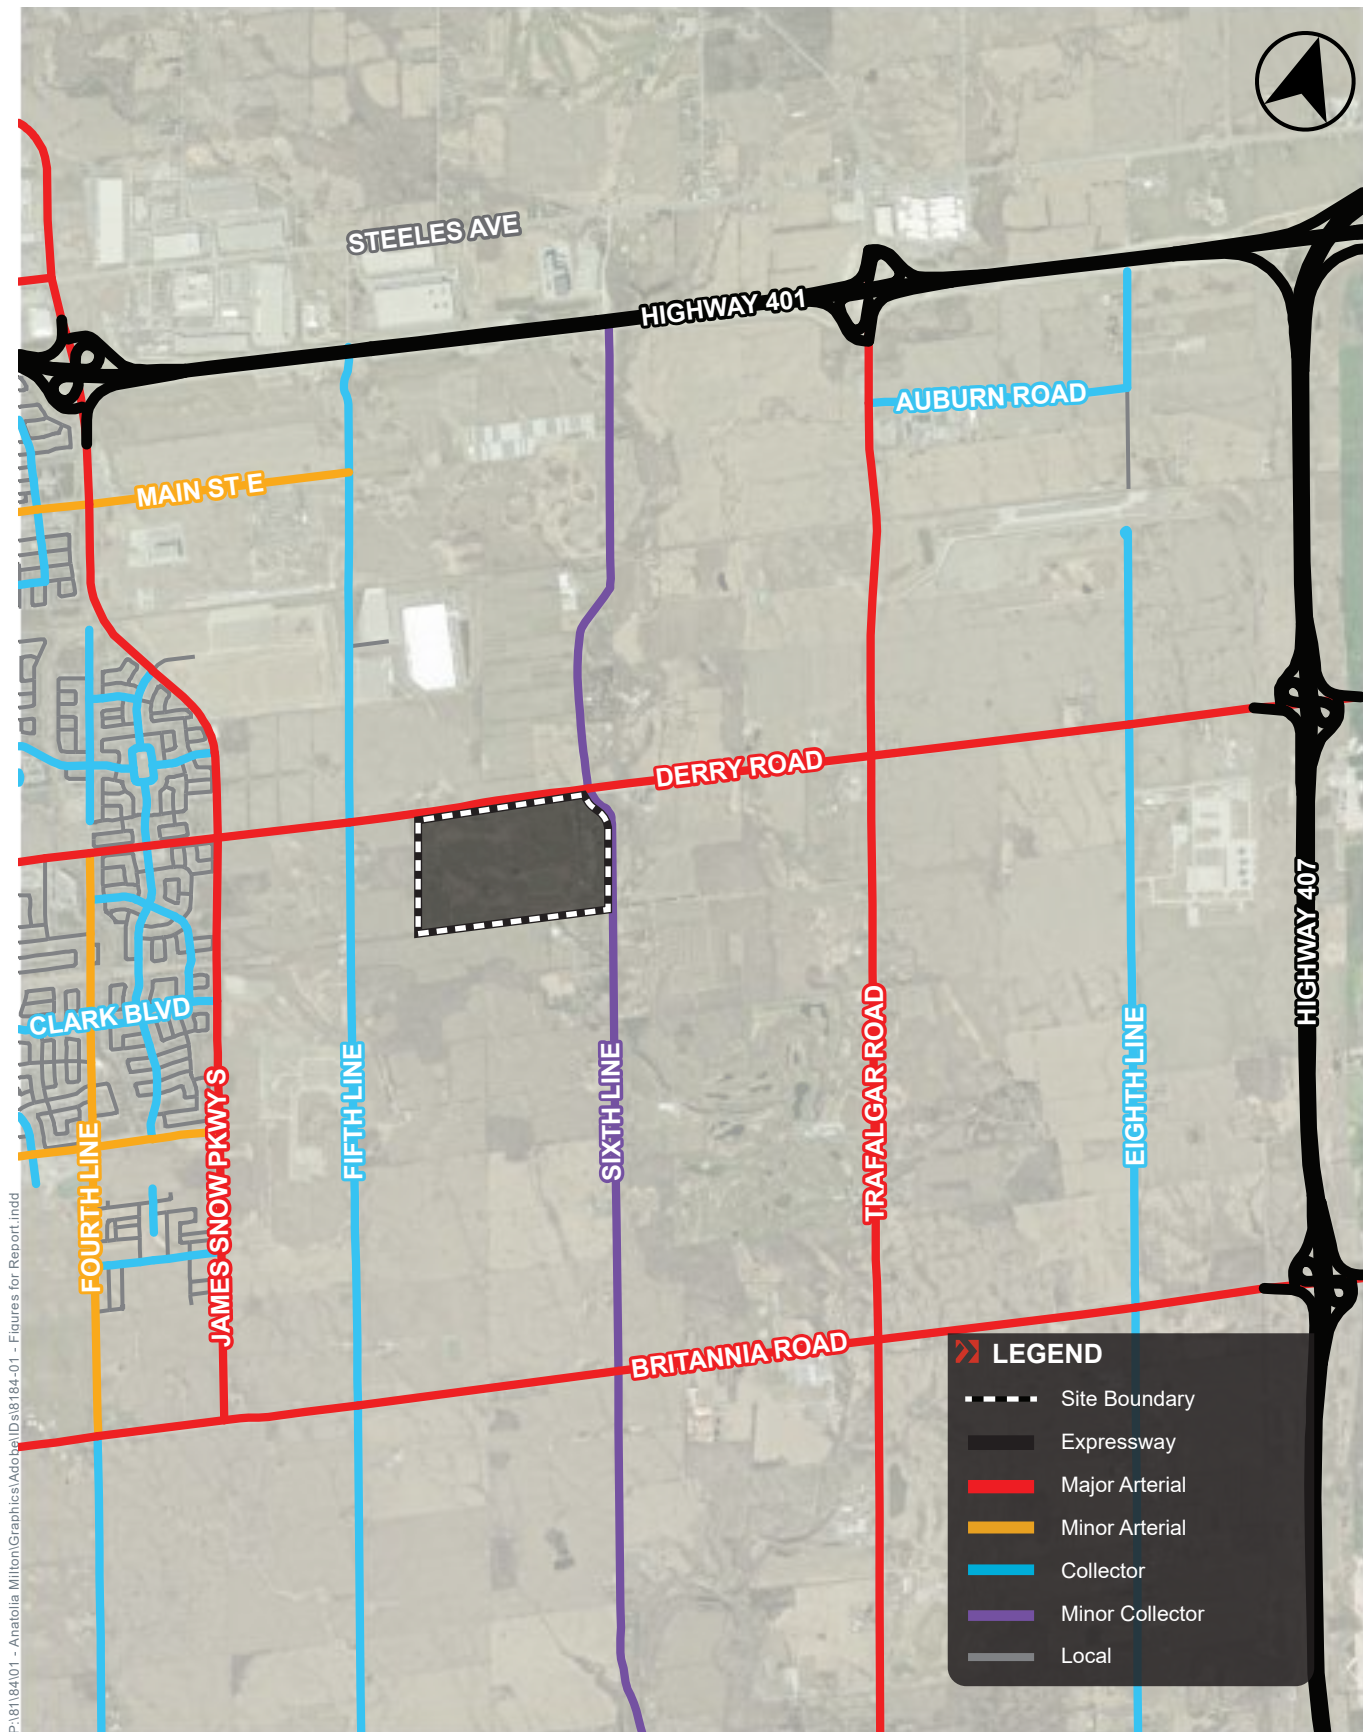 STEELES AVE
HIGHWAY 401
AUBURN ROAD
MAIN ST E
DERRY ROAD
HIGHWAY 407
CLARK BLVD
FOURTH LINE
JAMES SNOW PKWY S
FIFTH LINE
SIXTH LINE
TRAFALGAR ROAD
EIGHTH LINE
BRITANNIA ROAD
LEGEND
Site Boundary
Expressway
Major Arterial
Minor Arterial
Collector
Minor Collector
Local
P:\81\84\01 - Anatolia Milton\Graphics\Adobe\IDs\8184-01 - Figures for Report.indd